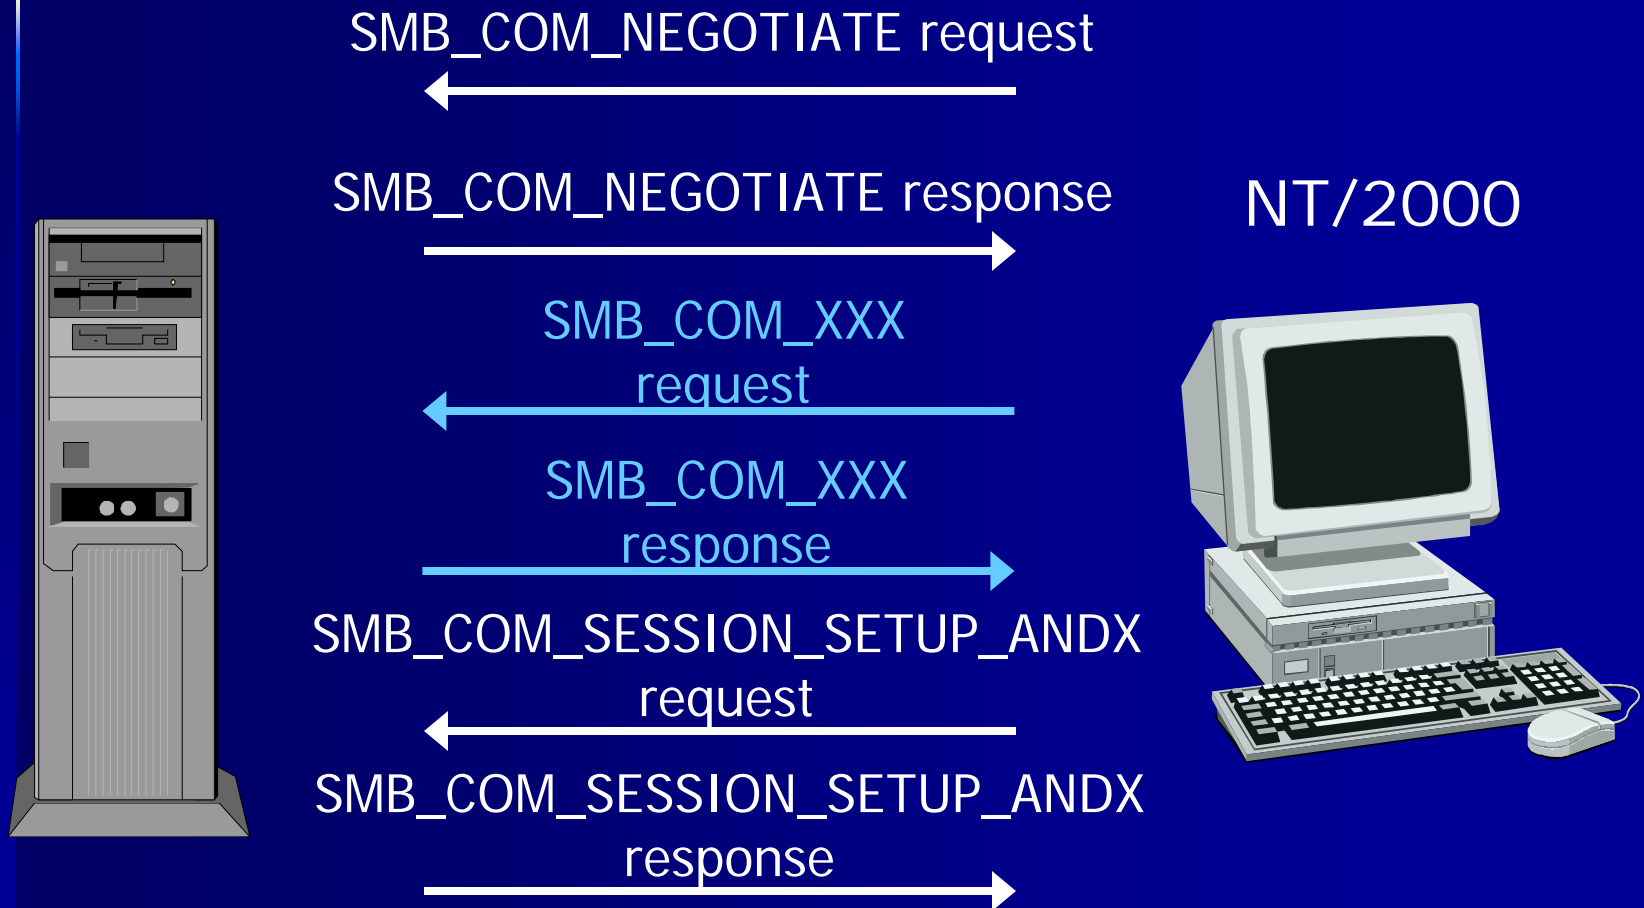 SMB_COM_NEGOTIATE request
SMB_COM_NEGOTIATE response
NT/2000
SMB_COM_XXX
request
SMB_COM_XXX
response
SMB_COM_SESSION_SETUP_ANDX
request
SMB_COM_SESSION_SETUP_ANDX
response